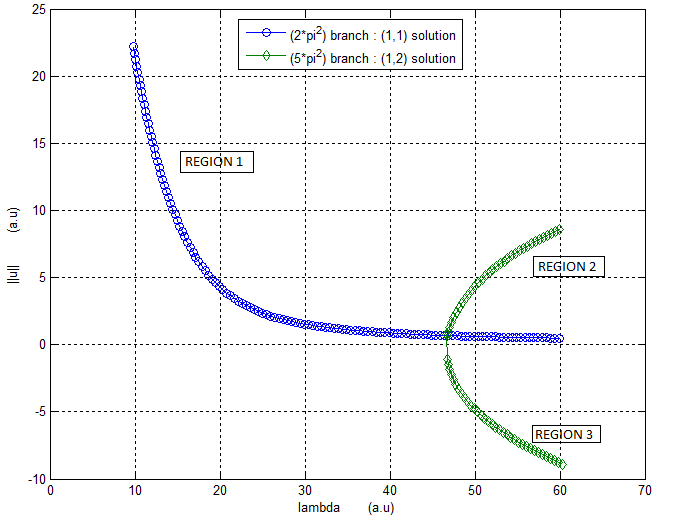 25
20
15
10
5
0
-5
-10
0 10 20 30 40 50 60 70
||u|| (a.u)
lambda (a.u)
(2*pi²) branch : (1,1) solution
(5*pi²) branch : (1,2) solution
REGION 1
REGION 2
REGION 3